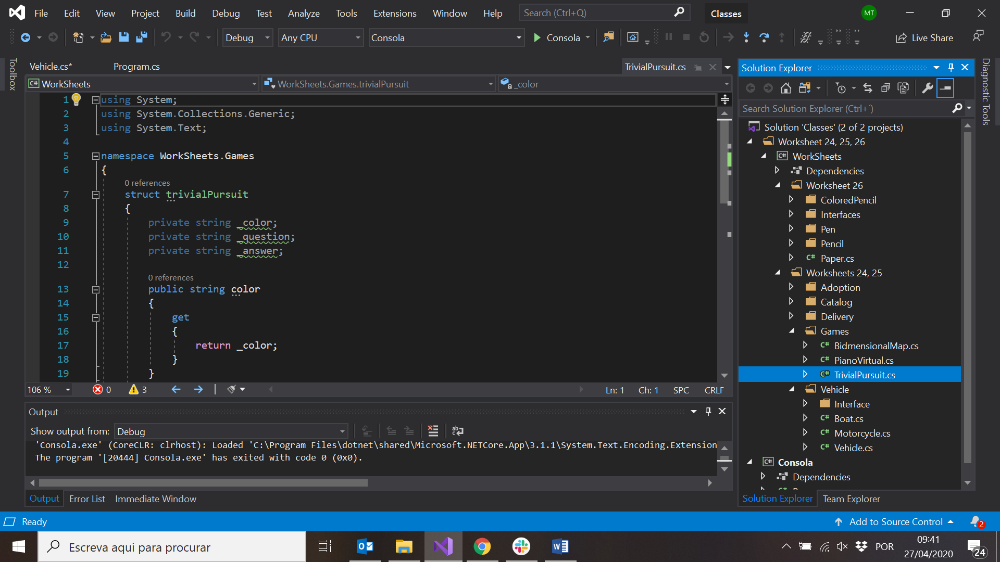 File Edit View Project Build Debug Test Analyze Tools Extensions Window Help Search (Ctrl+Q) Classes MT
Debug Any CPU Consola Consola Live Share
Toolbox
Vehicle.cs* Program.cs TrivialPursuit.cs
WorkSheets WorkSheets.Games.trivialPursuit _color
1 using System;
2 using System.Collections.Generic;
3 using System.Text;
4
5 namespace WorkSheets.Games
6 {
0 references
7 struct trivialPursuit
8 {
9 private string _color;
10 private string _question;
11 private string _answer;
12
0 references
13 public string color
14 {
15 get
16 {
17 return _color;
18 }
19 }
106 % 0 3 Ln: 1 Ch: 1 SPC CRLF
Output
Show output from: Debug
'Consola.exe' (CoreCLR: clrhost): Loaded 'C:\Program Files\dotnet\shared\Microsoft.NETCore.App\3.1.1\System.Text.Encoding.Extension
The program '[20444] Consola.exe' has exited with code 0 (0x0).
Output Error List Immediate Window
Solution Explorer
Search Solution Explorer (Ctrl+´)
Solution 'Classes' (2 of 2 projects)
Worksheet 24, 25, 26
C# WorkSheets
Dependencies
Worksheet 26
ColoredPencil
Interfaces
Pen
Pencil
C# Paper.cs
Worksheets 24, 25
Adoption
Catalog
Delivery
Games
C# BidmensionalMap.cs
C# PianoVirtual.cs
C# TrivialPursuit.cs
Vehicle
Interface
C# Boat.cs
C# Motorcycle.cs
C# Vehicle.cs
C# Consola
Dependencies
Solution Explorer Team Explorer
Diagnostic Tools
Ready Add to Source Control 2
Escreva aqui para procurar POR 09:41
27/04/2020 24